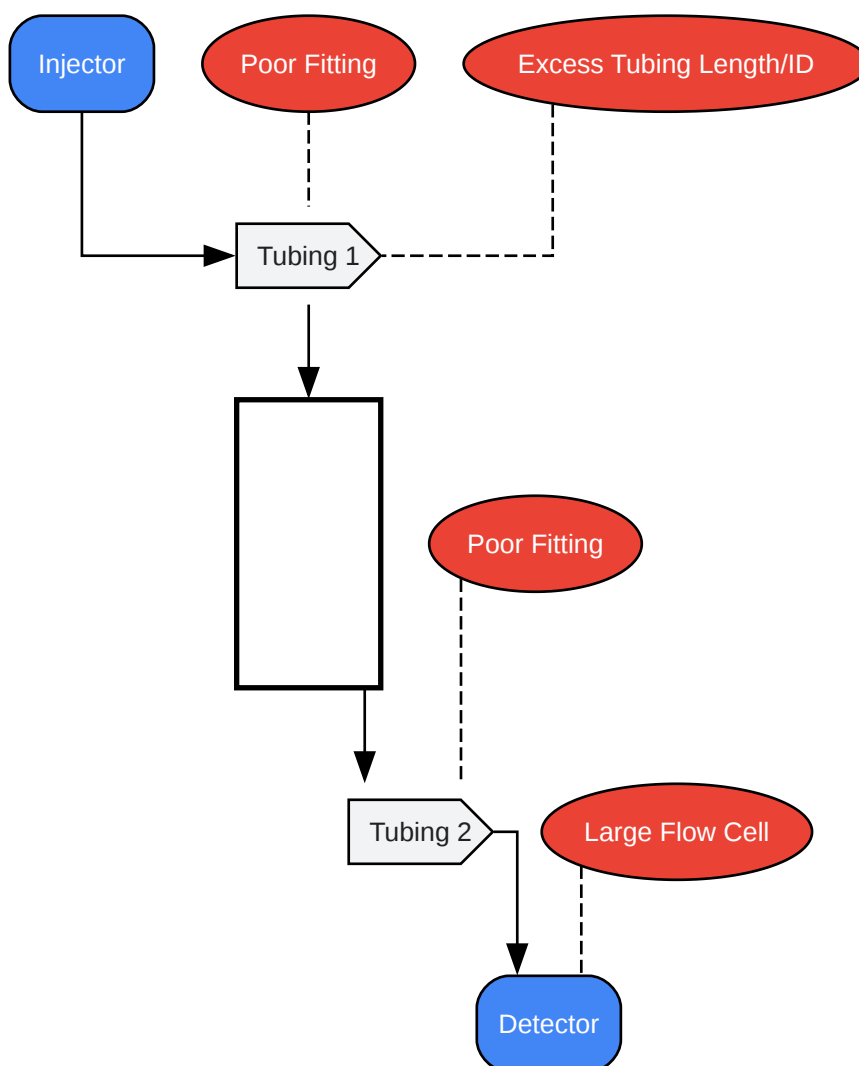 Injector
Poor Fitting
Excess Tubing Length/ID
Tubing 1
Poor Fitting
Tubing 2
Large Flow Cell
Detector